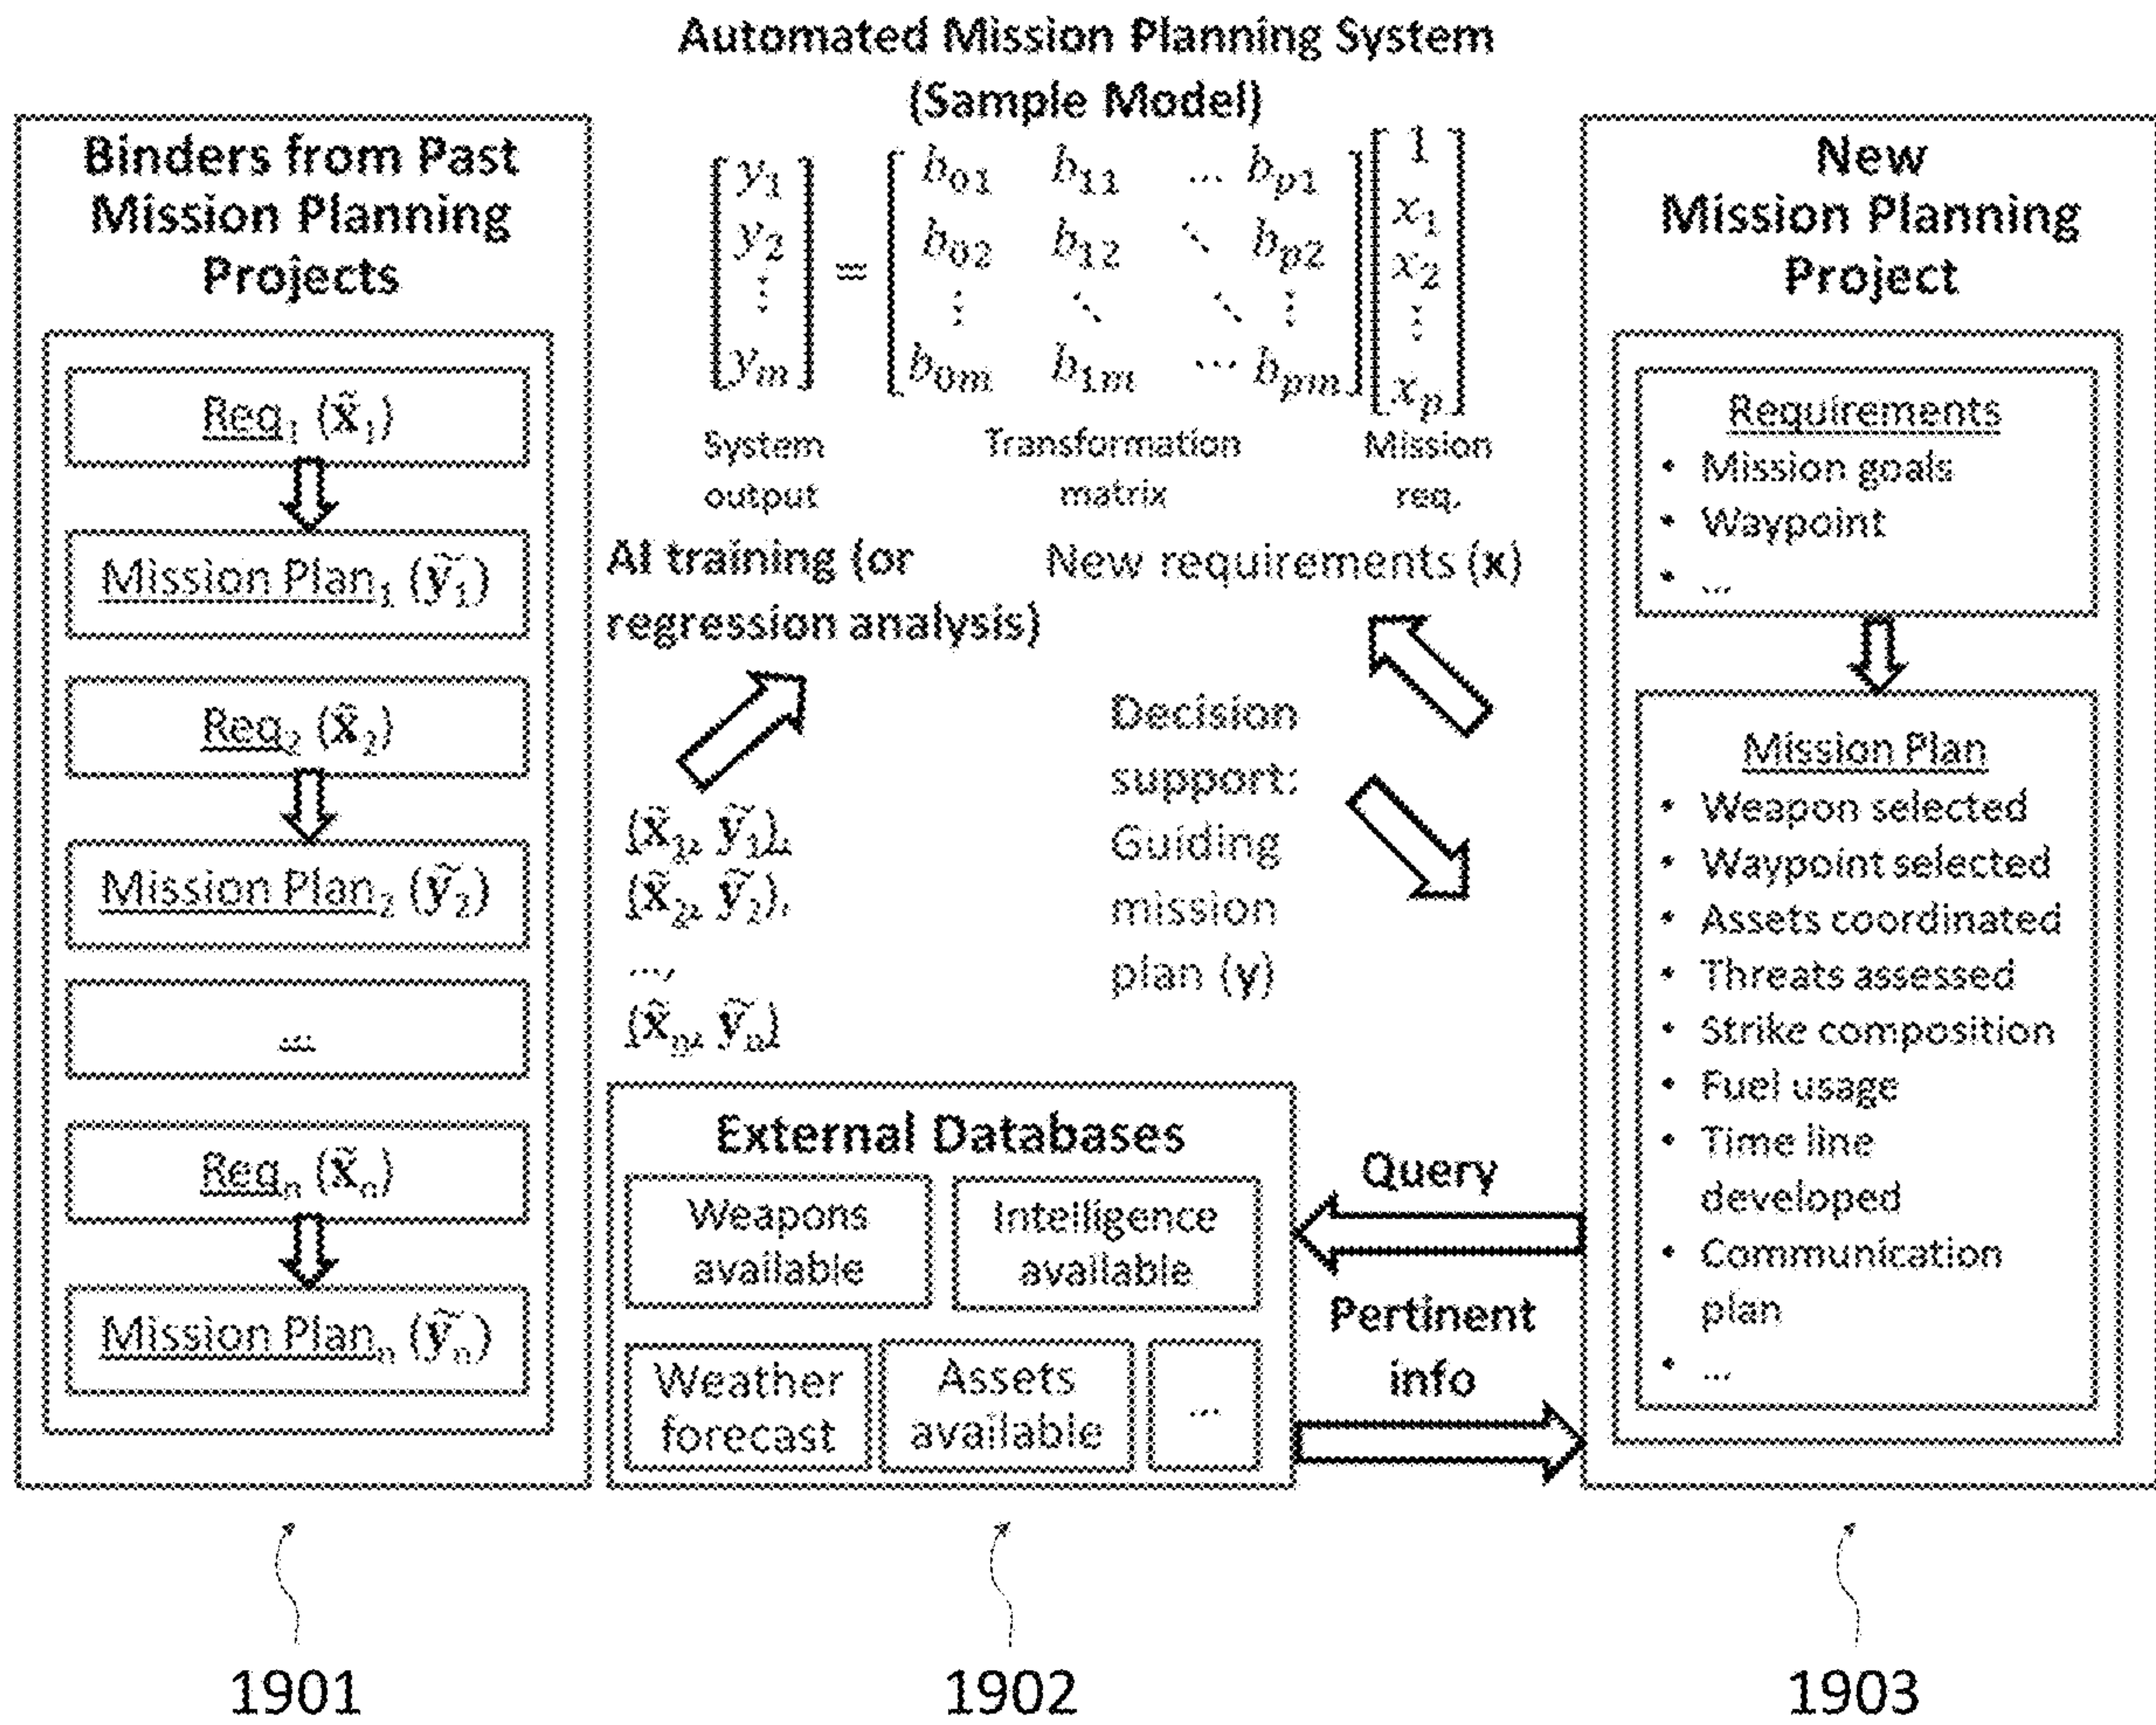 Automated Mission Planning System
(Sample Model)
Binders from Past
Mission Planning
Projects
Req₁ (x̃₁)
Mission Plan₁ (ỹ₁)
Req₂ (x̃₂)
Mission Plan₂ (ỹ₂)
...
Reqₙ (x̃ₙ)
Mission Planₙ (ỹₙ)
[y₁ y₂ ⋮ yₘ] = [b₀₁ b₁₁ ... bₚ₁
b₀₂ b₁₂ ⋱ bₚ₂
⋮ ⋱ ⋱ ⋮
b₀ₘ b₁ₘ ... bₚₘ] [1 x₁ x₂ ⋮ xₚ]
System
output
Transformation
matrix
Mission
req.
AI training (or
regression analysis)
New requirements (x)
(x̃₁, ỹ₁),
(x̃₂, ỹ₂),
...,
(x̃ₙ, ỹₙ)
Decision
support:
Guiding
mission
plan (y)
External Databases
Weapons
available
Intelligence
available
Weather
forecast
Assets
available
...
Query
Pertinent
info
New
Mission Planning
Project
Requirements
• Mission goals
• Waypoint
• ...
Mission Plan
• Weapon selected
• Waypoint selected
• Assets coordinated
• Threats assessed
• Strike composition
• Fuel usage
• Time line
developed
• Communication
plan
• ...
1901
1902
1903